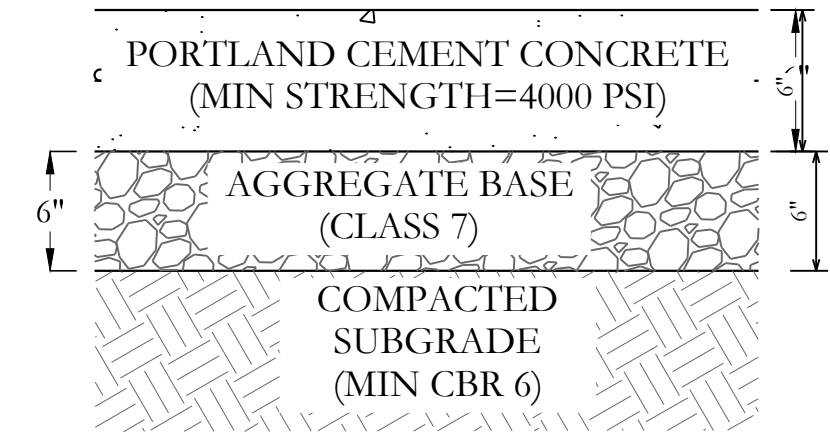 PORTLAND CEMENT CONCRETE
(MIN STRENGTH=4000 PSI)
6"
AGGREGATE BASE
(CLASS 7)
6"
6"
COMPACTED
SUBGRADE
(MIN CBR 6)